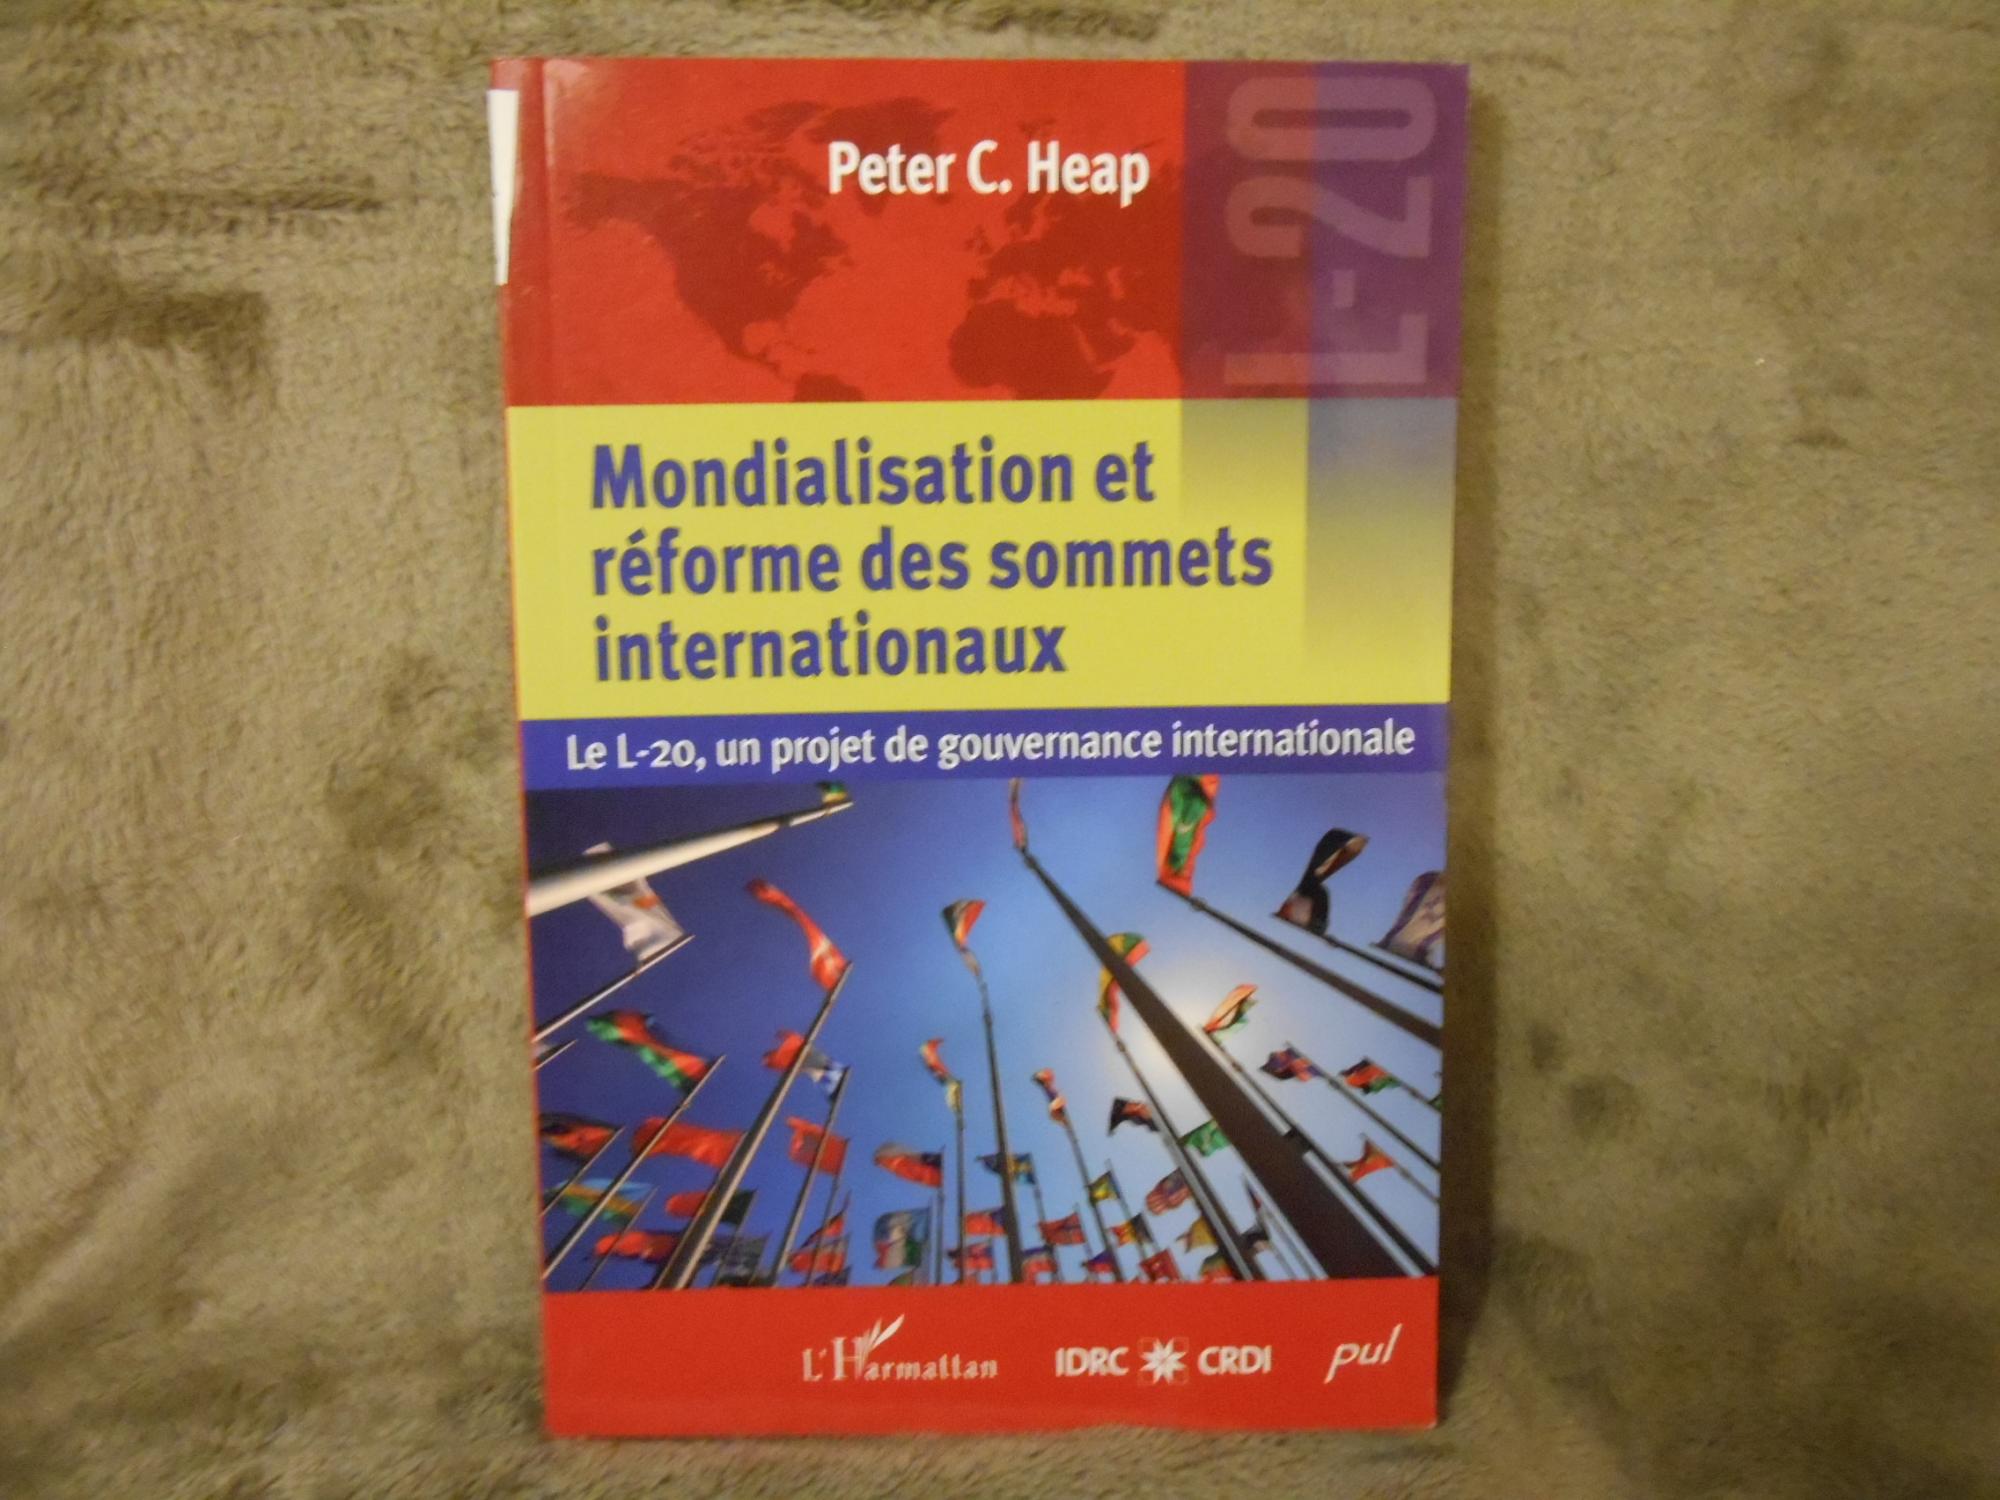 Peter C. Heap
L-20
Mondialisation et
réforme des sommets
internationaux
Le L-20, un projet de gouvernance internationale
L'Harmattan
IDRC CRDI
pul